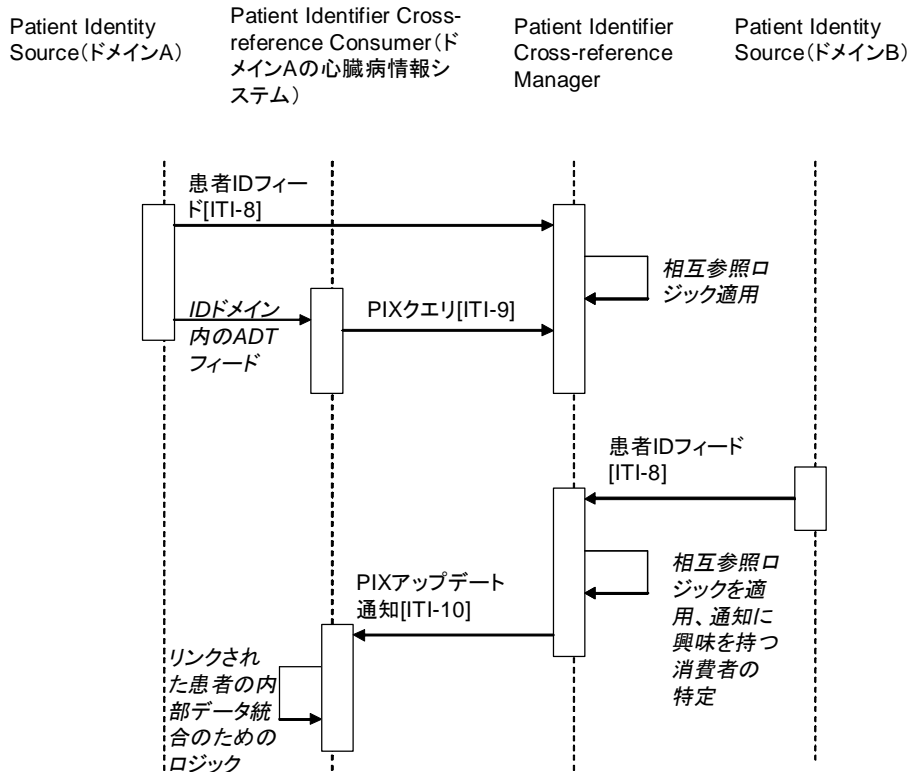 Patient Identity
Source(ドメインA)
Patient Identifier Cross-
reference Consumer(ド
メインAの心臓病情報シ
ステム)
Patient Identifier
Cross-reference
Manager
Patient Identity
Source(ドメインB)
患者IDフィー
ド[ITI-8]
相互参照ロ
ジック適用
IDドメイン
内のADT
フィード
PIXクエリ[ITI-9]
患者IDフィード
[ITI-8]
相互参照ロ
ジックを適
用、通知に
興味を持つ
消費者の
特定
PIXアップデート
通知[ITI-10]
リンクされ
た患者の内
部データ統
合のための
ロジック